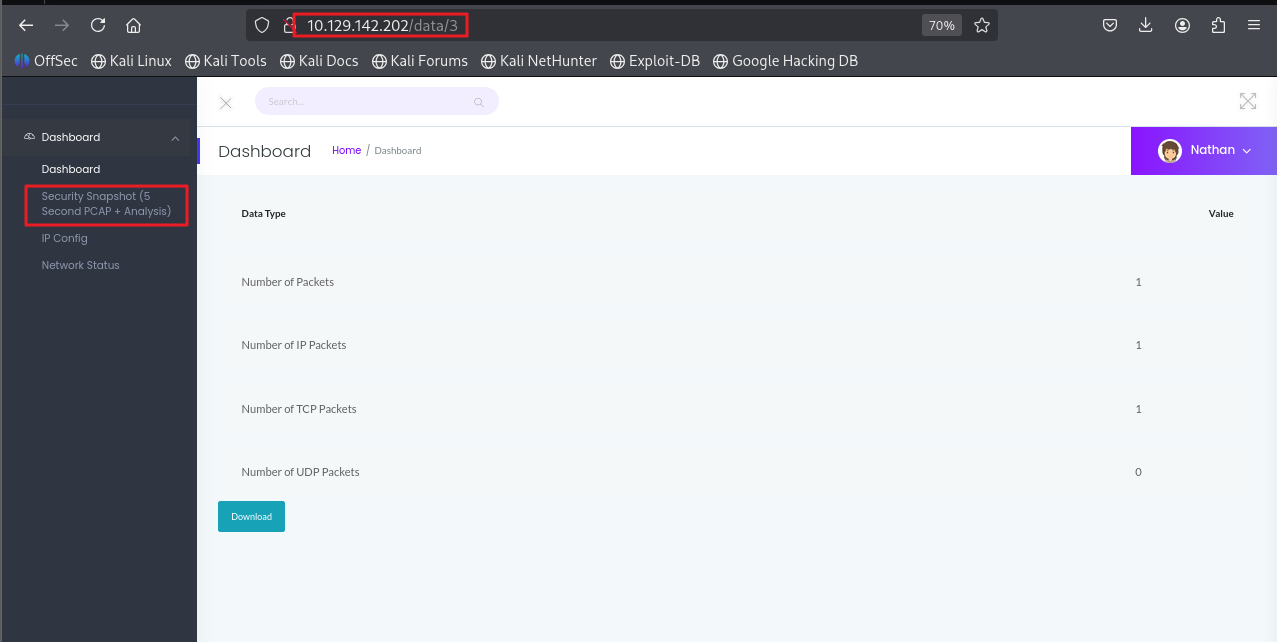 10.129.142.202/data/3
70%
OffSec Kali Linux Kali Tools Kali Docs Kali Forums Kali NetHunter Exploit-DB Google Hacking DB
Search...
Dashboard
Dashboard
Security Snapshot (5
Second PCAP + Analysis)
IP Config
Network Status
Dashboard Home / Dashboard
Nathan
Data Type Value
Number of Packets 1
Number of IP Packets 1
Number of TCP Packets 1
Number of UDP Packets 0
Download